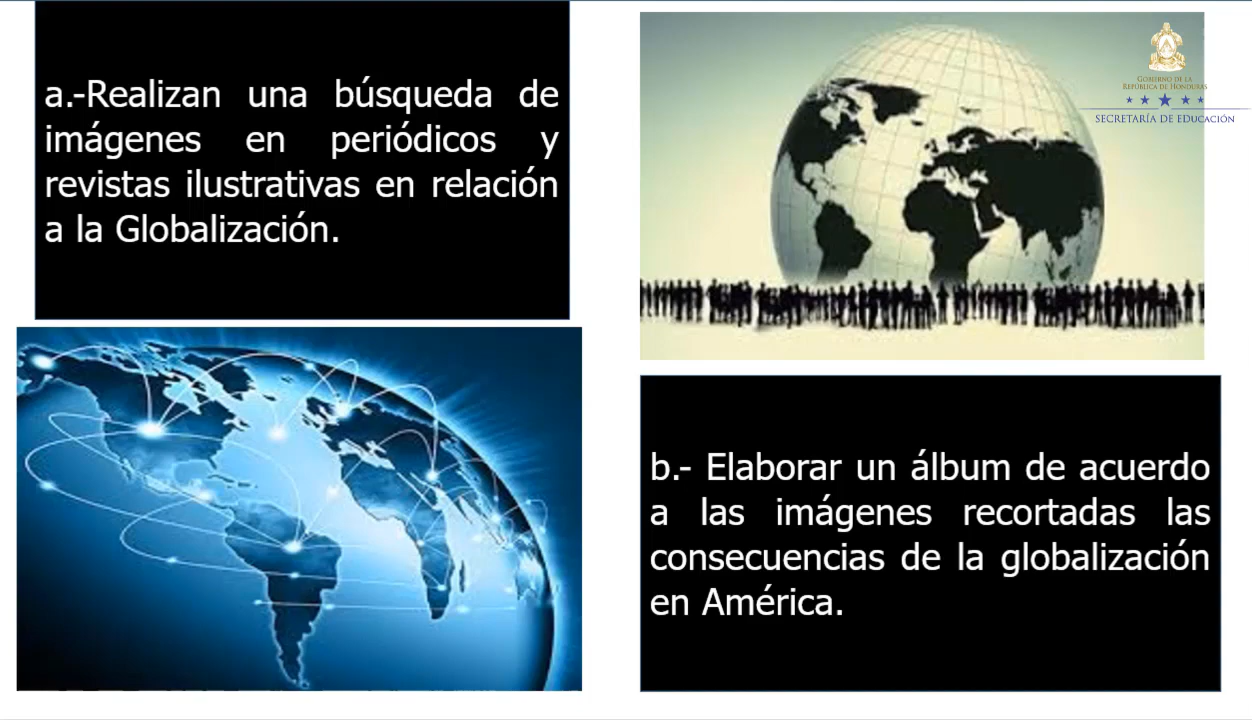 a.-Realizan una búsqueda de
imágenes en periódicos y
revistas ilustrativas en relación
a la Globalización.
GOBIERNO DE LA
REPÚBLICA DE HONDURAS
SECRETARÍA DE EDUCACIÓN
b.- Elaborar un álbum de acuerdo
a las imágenes recortadas las
consecuencias de la globalización
en América.